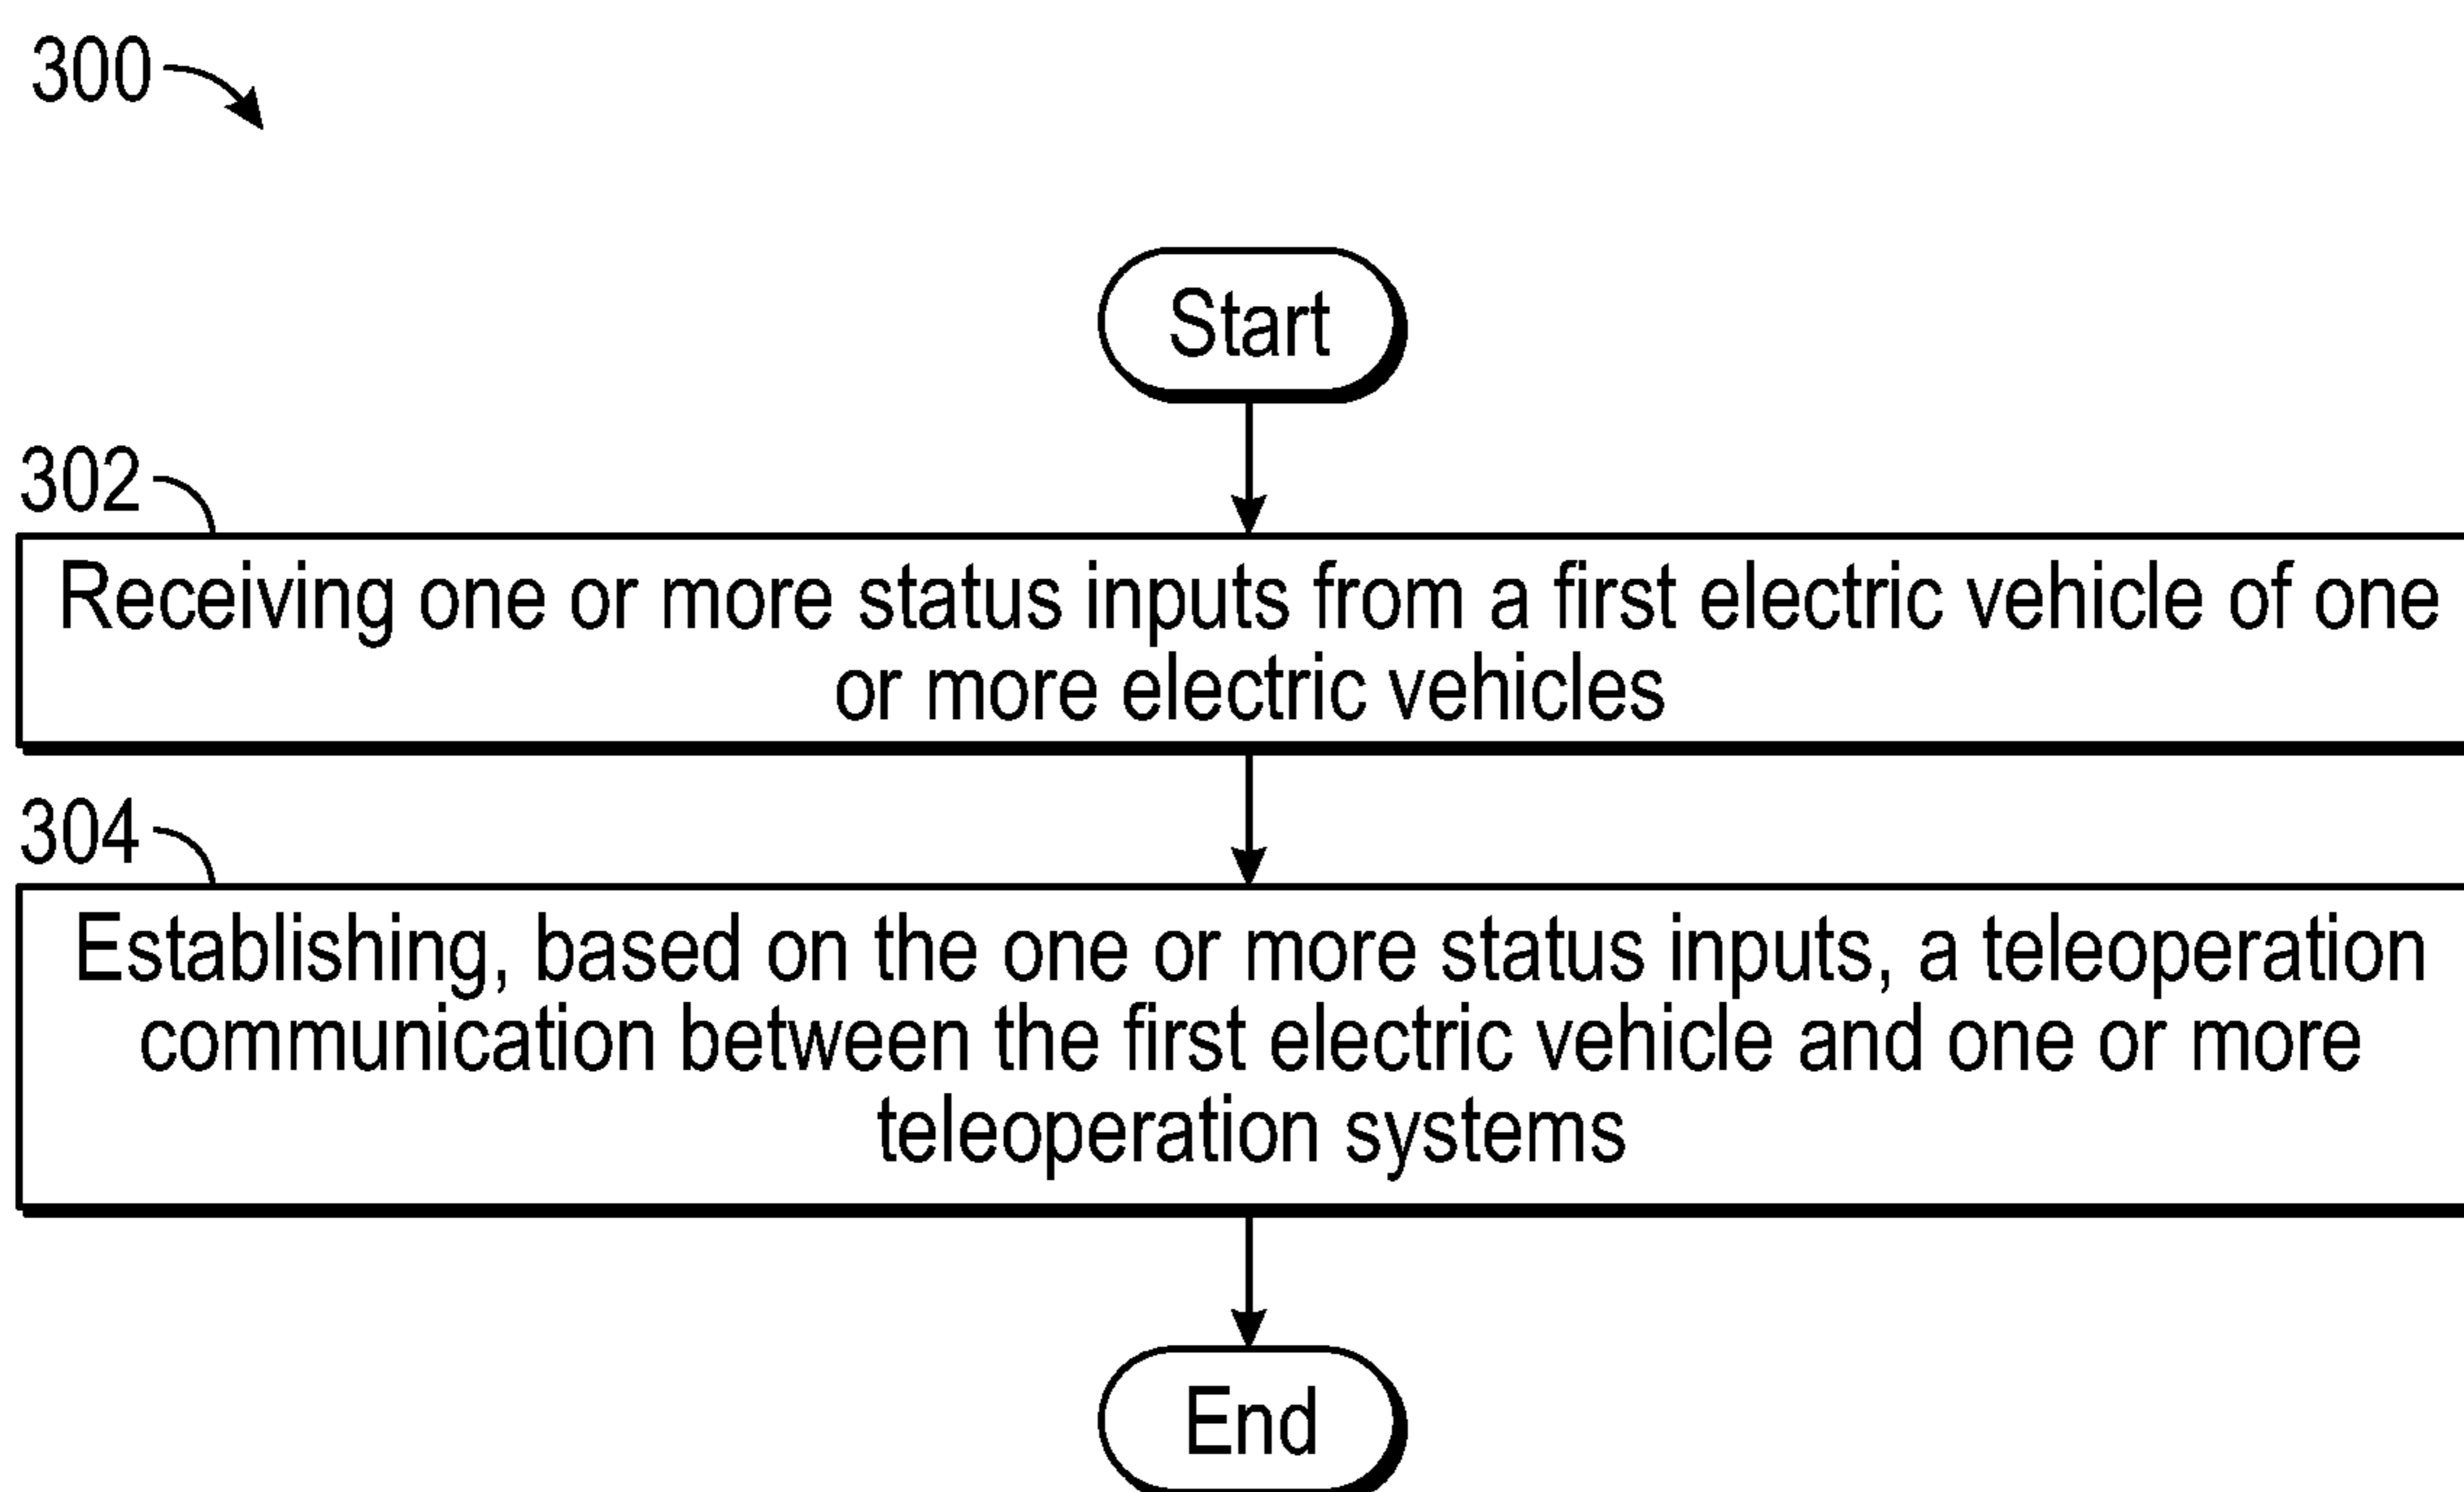 300
Start
302
Receiving one or more status inputs from a first electric vehicle of one
or more electric vehicles
304
Establishing, based on the one or more status inputs, a teleoperation
communication between the first electric vehicle and one or more
teleoperation systems
End